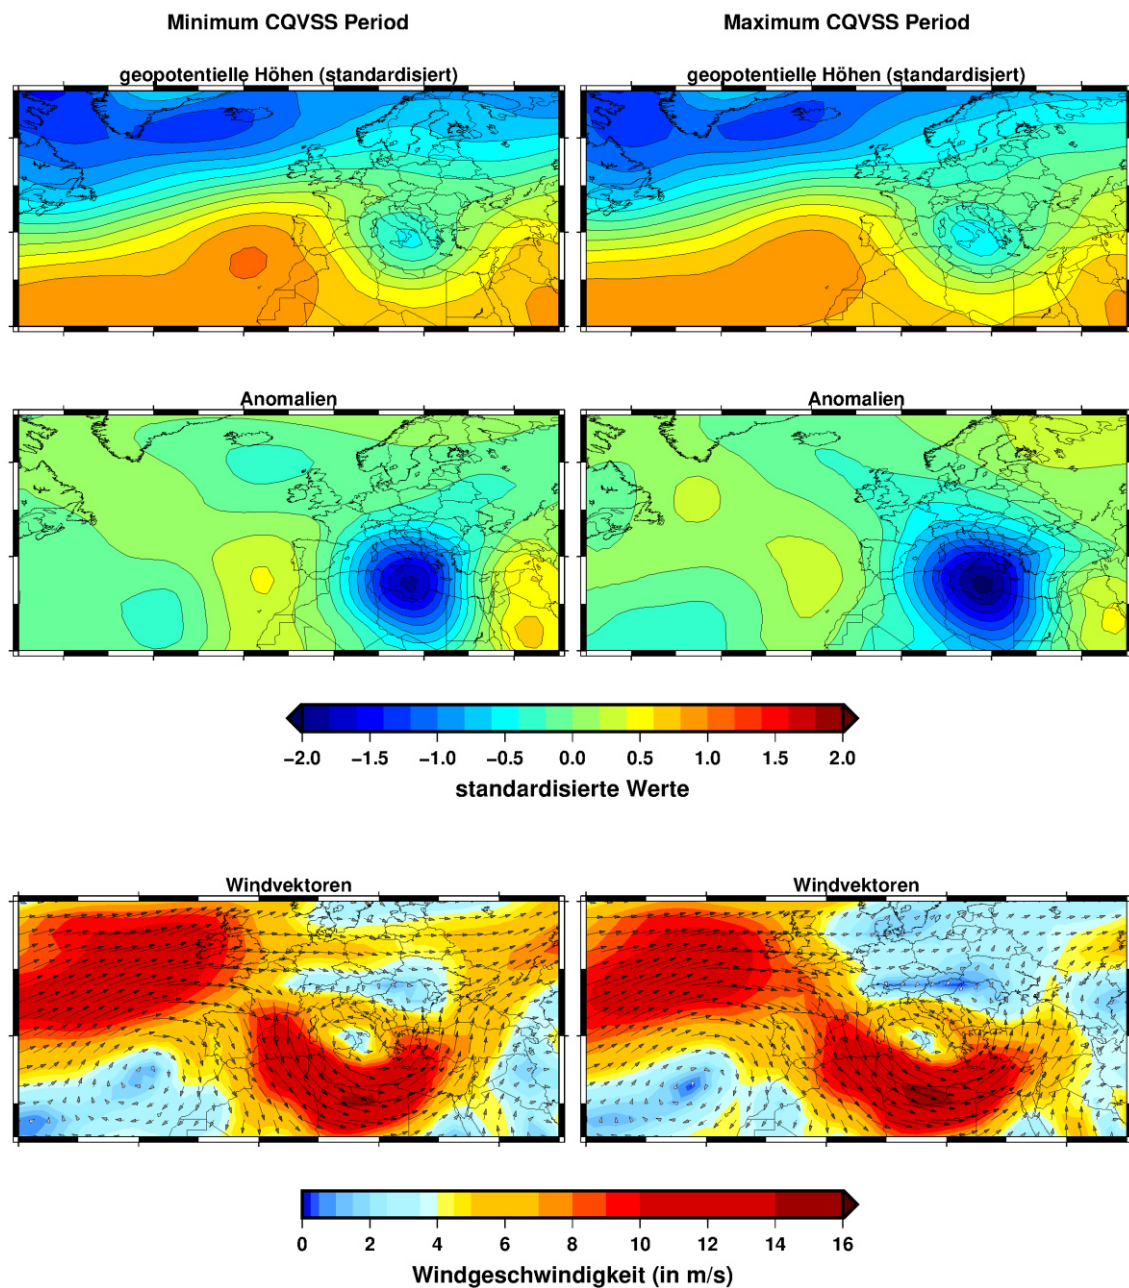 Minimum CQVSS Period
Maximum CQVSS Period
geopotentielle Höhen (standardisiert)
geopotentielle Höhen (standardisiert)
Anomalien
Anomalien
−2.0 −1.5 −1.0 −0.5 0.0 0.5 1.0 1.5 2.0
standardisierte Werte
Windvektoren
Windvektoren
0 2 4 6 8 10 12 14 16
Windgeschwindigkeit (in m/s)